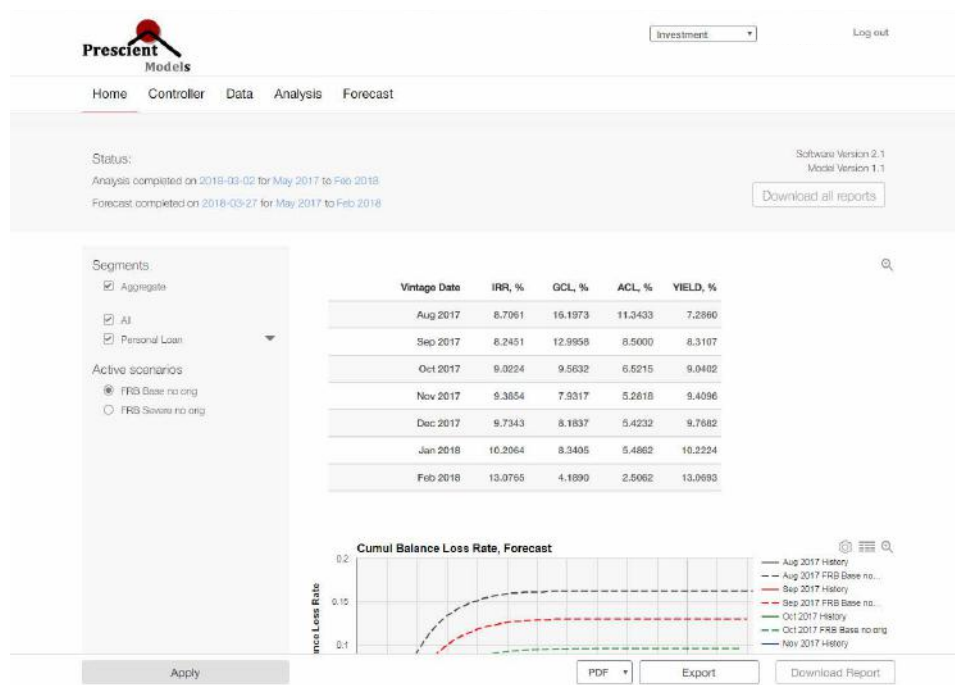 Prescient
Models
Investment
Log out
Home Controller Data Analysis Forecast
Status:
Software Version 2.1
Model Version 1.1
Analysis completed on 2018-03-02 for May 2017 to Feb 2018
Forecast completed on 2018-03-27 for May 2017 to Feb 2018
Download all reports
Segments
Aggregate
All
Personal Loan
Active scenarios
FRB Base no orig
FRB Severe no orig
Vintage Date IRR, % GCL, % ACL, % YIELD, %
Aug 2017 8.7061 16.1973 11.3433 7.2860
Sep 2017 8.2451 12.9958 8.5000 8.3107
Oct 2017 9.0224 9.5632 6.5215 9.0402
Nov 2017 9.3854 7.9317 5.2818 9.4096
Dec 2017 9.7343 8.1837 5.4232 9.7682
Jan 2018 10.2064 8.3405 5.4862 10.2224
Feb 2018 13.0765 4.1890 2.5062 13.0693
Cumul Balance Loss Rate, Forecast
0.2
0.15
0.1
nce Loss Rate
Aug 2017 History
Aug 2017 FRB Base no...
Sep 2017 History
Sep 2017 FRB Base no...
Oct 2017 History
Oct 2017 FRB Base no orig
Nov 2017 History
Apply
PDF
Export
Download Report